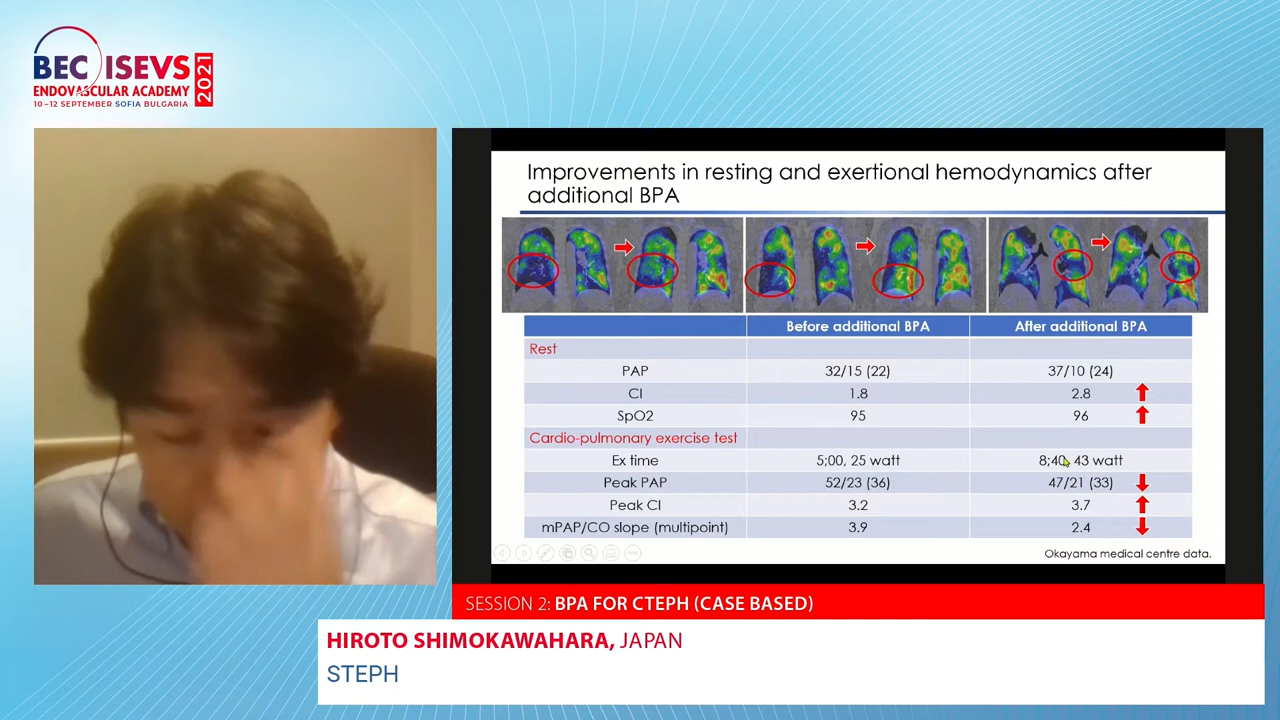 BEC ISEVS
2021
ENDOVASCULAR ACADEMY
10–12 SEPTEMBER SOFIA BULGARIA
Improvements in resting and exertional hemodynamics after
additional BPA
Before additional BPA After additional BPA
Rest
PAP 32/15 (22) 37/10 (24)
CI 1.8 2.8
SpO2 95 96
Cardio-pulmonary exercise test
Ex time 5;00, 25 watt 8;40, 43 watt
Peak PAP 52/23 (36) 47/21 (33)
Peak CI 3.2 3.7
mPAP/CO slope (multipoint) 3.9 2.4
Okayama medical centre data.
SESSION 2: BPA FOR CTEPH (CASE BASED)
HIROTO SHIMOKAWAHARA, JAPAN
STEPH